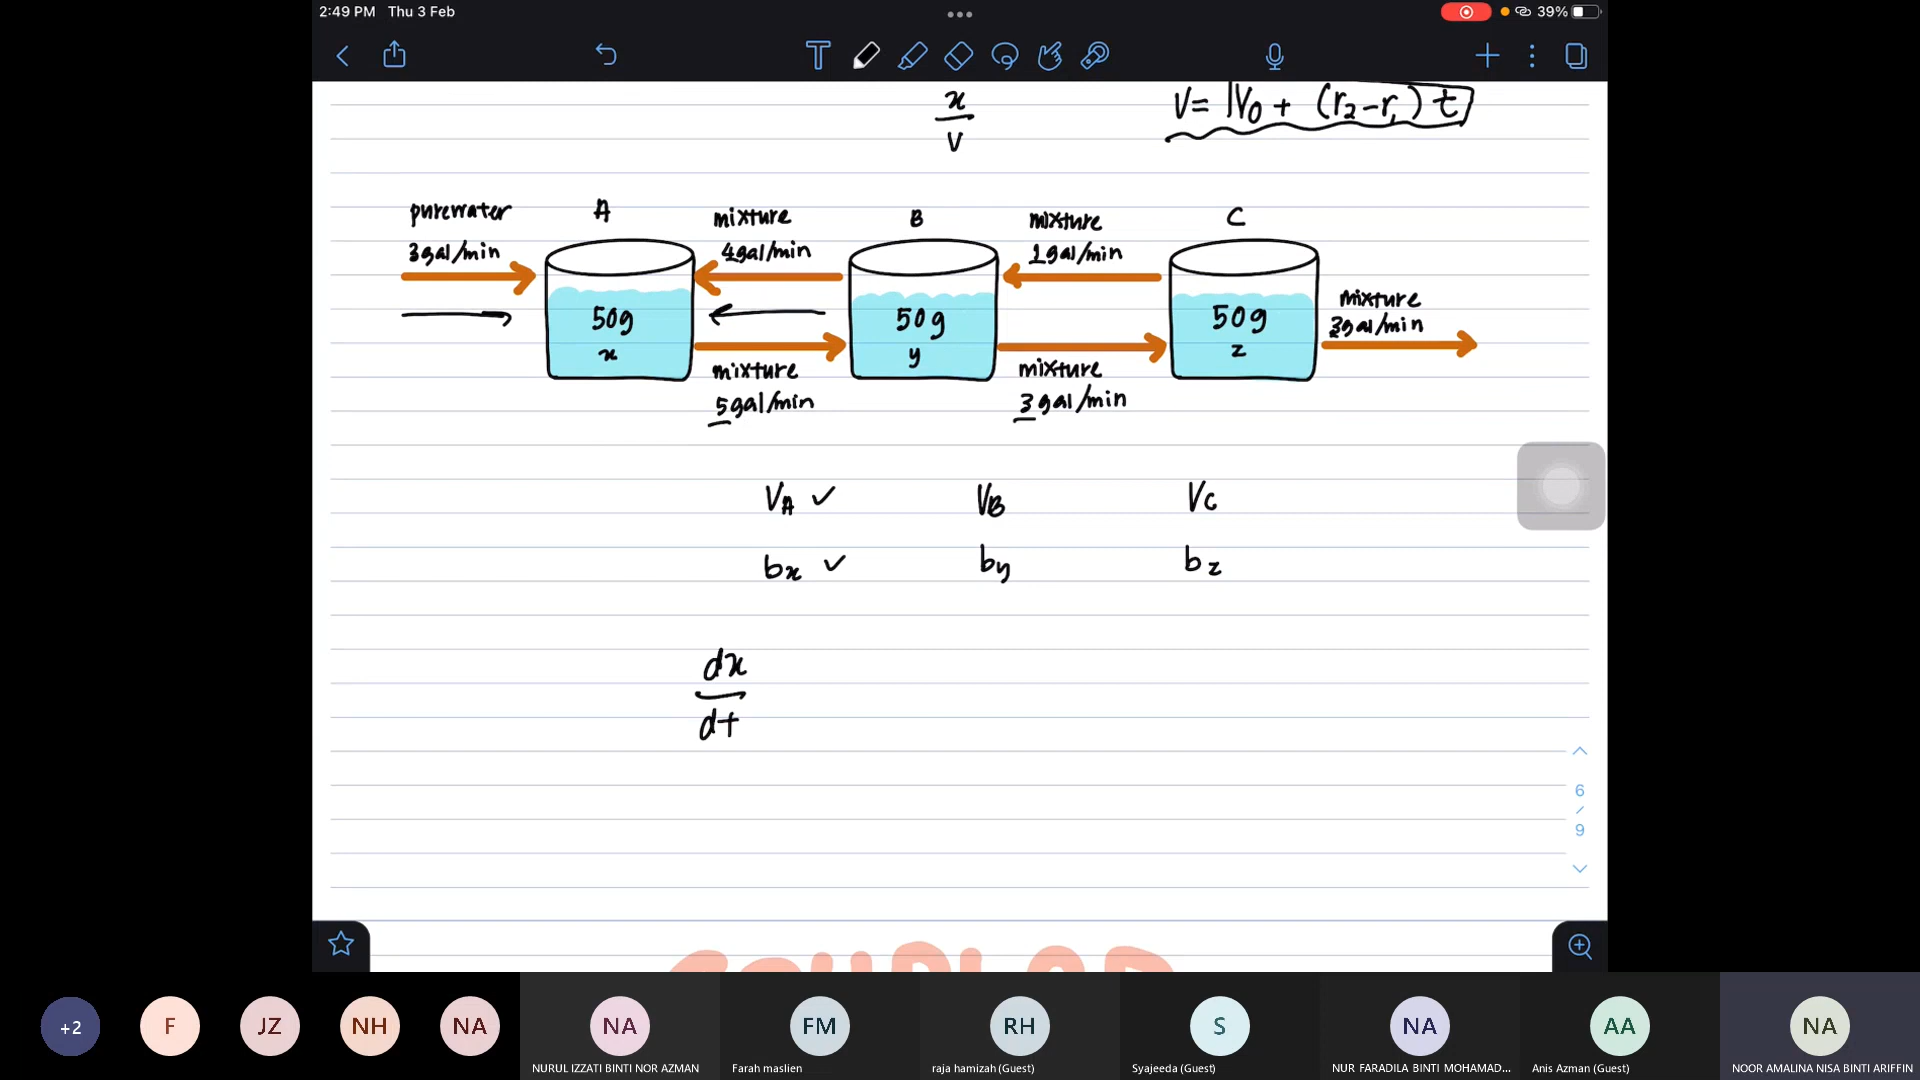 2:49 PM Thu 3 Feb
39%
x/V
V= V0 + (r2-r1) t
purewater
3gal/min
A
mixture
4gal/min
B
mixture
1gal/min
C
50g
x
50g
y
50g
z
mixture
5gal/min
mixture
3gal/min
mixture
VA ✓ VB VC
bx ✓ by bz
dx
dt
6
/
9
+2 F JZ NH NA NA FM RH S NA AA NA
NURUL IZZATI BINTI NOR AZMAN
Farah maslien
raja hamizah (Guest)
Syajeeda (Guest)
NUR FARADILA BINTI MOHAMAD...
Anis Azman (Guest)
NOOR AMALINA NISA BINTI ARIFFIN